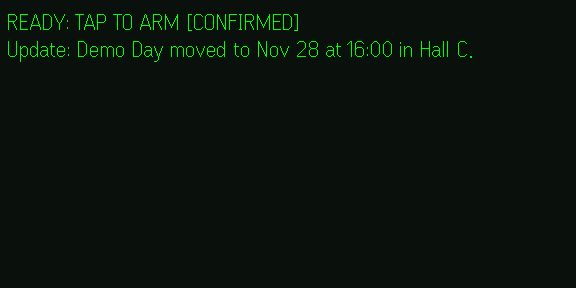 READY: TAP TO ARM [CONFIRMED]
Update: Demo Day moved to Nov 28 at 16:00 in Hall C.